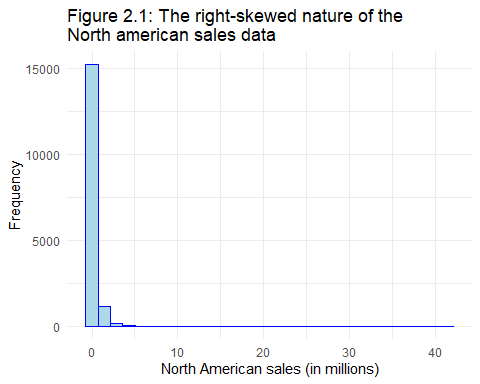 Figure 2.1: The right-skewed nature of the
North american sales data
15000
10000
5000
0
Frequency
0 10 20 30 40
North American sales (in millions)